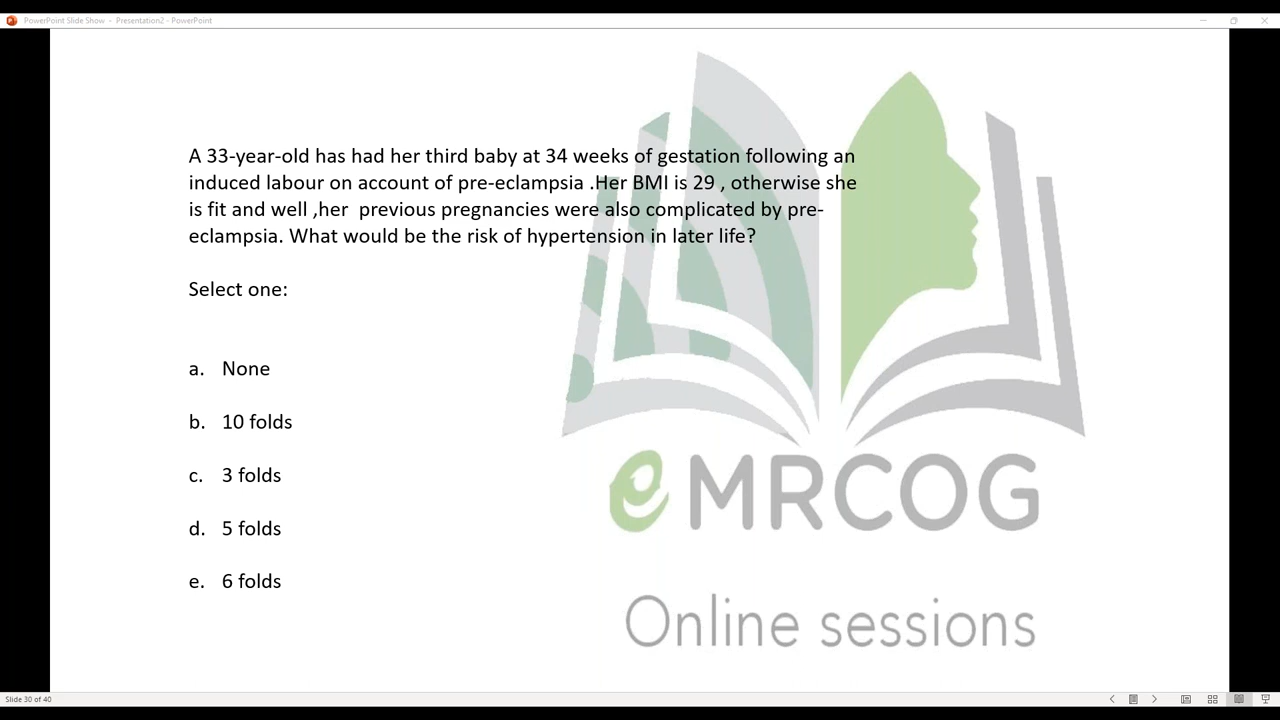 PowerPoint Slide Show - Presentation2 - PowerPoint
A 33-year-old has had her third baby at 34 weeks of gestation following an
induced labour on account of pre-eclampsia .Her BMI is 29 , otherwise she
is fit and well ,her previous pregnancies were also complicated by pre-
eclampsia. What would be the risk of hypertension in later life?
Select one:
a. None
b. 10 folds
c. 3 folds
d. 5 folds
e. 6 folds
eMRCOG
Online sessions
Slide 30 of 40